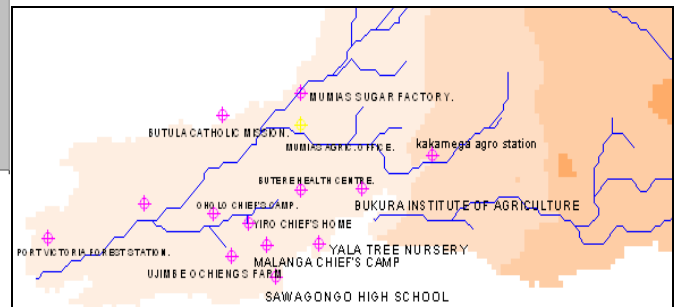 MUMIAS SUGAR FACTORY.
BUTULA CATHOLIC MISSION.
MUMIAS AGRIC. OFFICE.
kakamega agro station
BUTERE HEALTH CENTRE.
OHOLO CHIEF'S CAMP.
BUKURA INSTITUTE OF AGRICULTURE
YIRO CHIEF'S HOME
PORT VICTORIA FOREST STATION.
YALA TREE NURSERY
MALANGA CHIEF'S CAMP
UJIMBE OCHIENGS FARM
SAWAGONGO HIGH SCHOOL